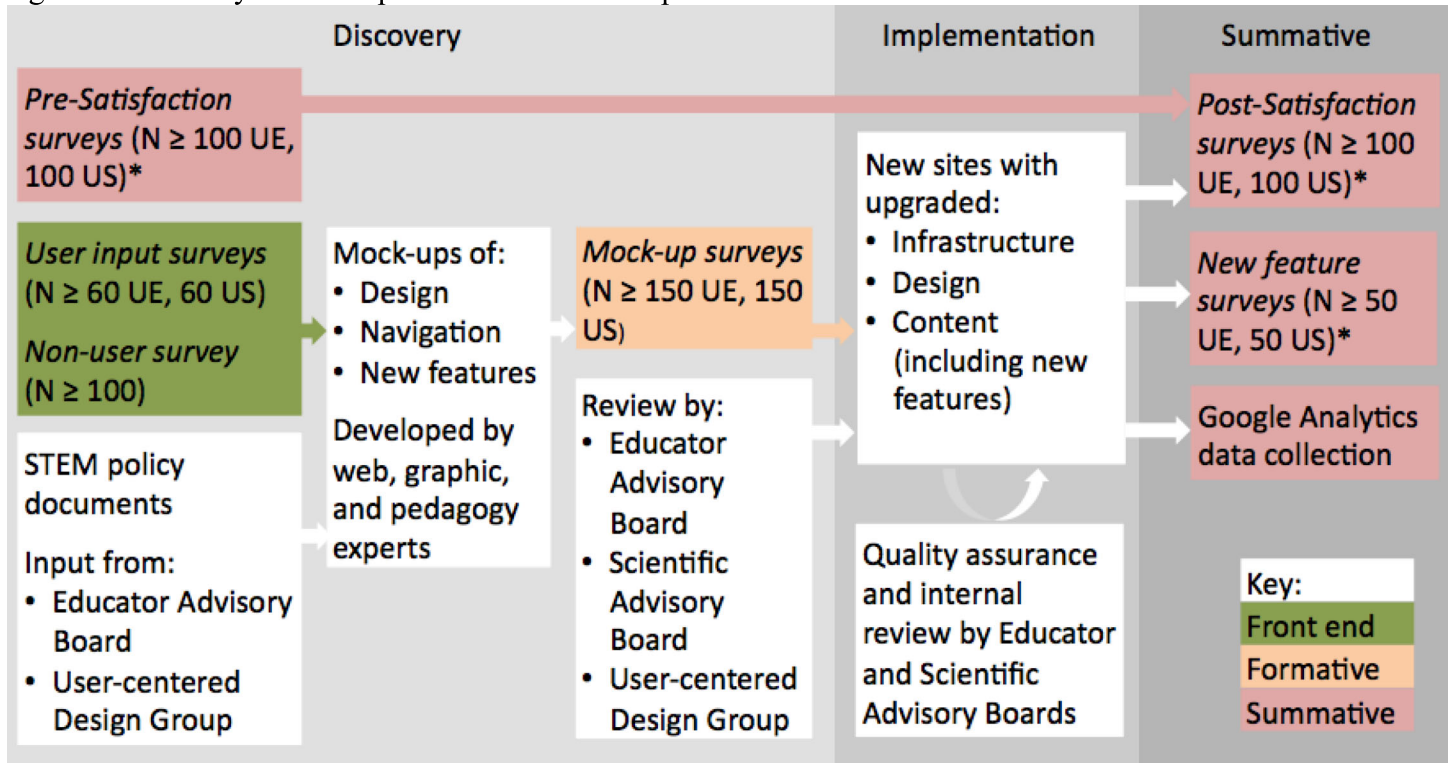 Discovery
Implementation
Summative
Pre-Satisfaction
surveys (N ≥ 100 UE,
100 US)*
User input surveys
(N ≥ 60 UE, 60 US)
Non-user survey
(N ≥ 100)
STEM policy
documents
Input from:
• Educator Advisory
Board
• User-centered
Design Group
Mock-ups of:
• Design
• Navigation
• New features
Developed by
web, graphic,
and pedagogy
experts
Mock-up surveys
(N ≥ 150 UE, 150
US)
Review by:
• Educator
Advisory
Board
• Scientific
Advisory
Board
• User-centered
Design Group
New sites with
upgraded:
• Infrastructure
• Design
• Content
(including new
features)
Quality assurance
and internal
review by Educator
and Scientific
Advisory Boards
Post-Satisfaction
surveys (N ≥ 100
UE, 100 US)*
New feature
surveys (N ≥ 50
UE, 50 US)*
Google Analytics
data collection
Key:
Front end
Formative
Summative